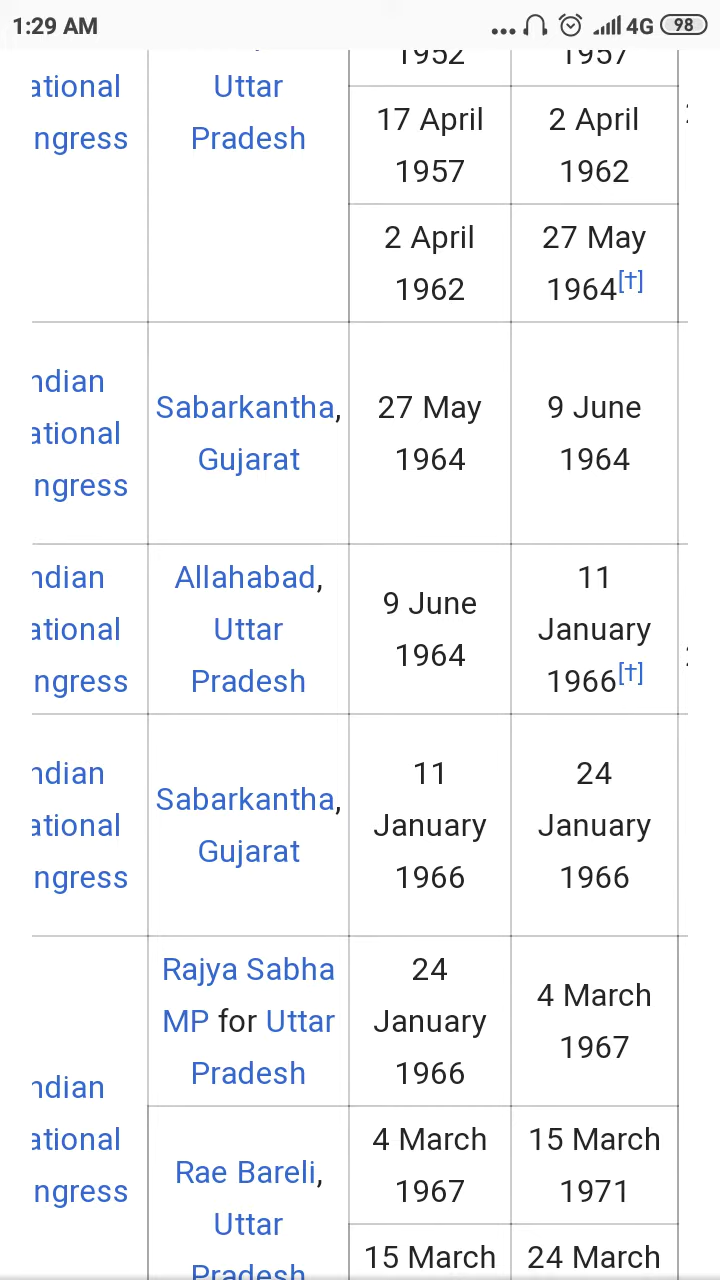 1:29 AM
... 4G 98
ational
ngress
Uttar
Pradesh
1952
1957
17 April
1957
2 April
1962
2 April
1962
27 May
1964[†]
ndian
ational
ngress
Sabarkantha,
Gujarat
27 May
1964
9 June
1964
ndian
ational
ngress
Allahabad,
Uttar
Pradesh
9 June
1964
11
January
1966[†]
ndian
ational
ngress
Sabarkantha,
Gujarat
11
January
1966
24
January
1966
ndian
ational
ngress
Rajya Sabha
MP for Uttar
Pradesh
24
January
1966
4 March
1967
Rae Bareli,
Uttar
Pradesh
4 March
1967
15 March
1971
15 March
24 March